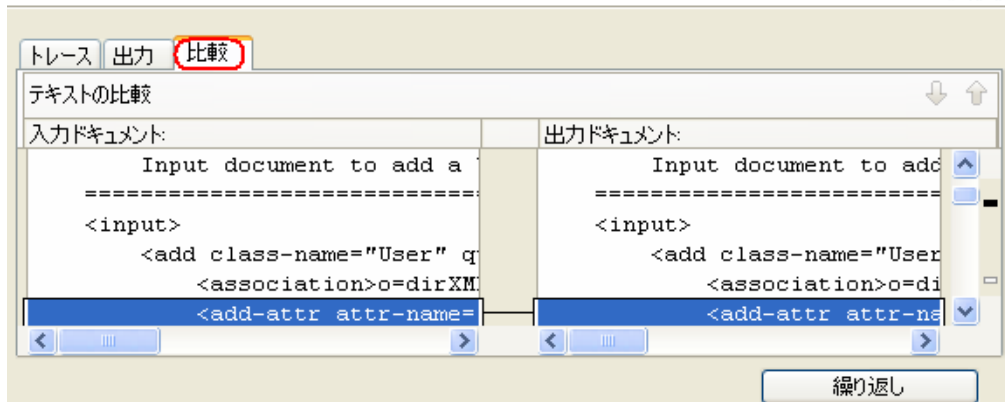 トレース 出力 比較
テキストの比較
入力ドキュメント: 出力ドキュメント:
Input document to add a Input document to add
============================ =========================
<input> <input>
<add class-name="User" q <add class-name="User
<association>o=dirXM <association>o=di
<add-attr attr-name= <add-attr attr-na
繰り返し